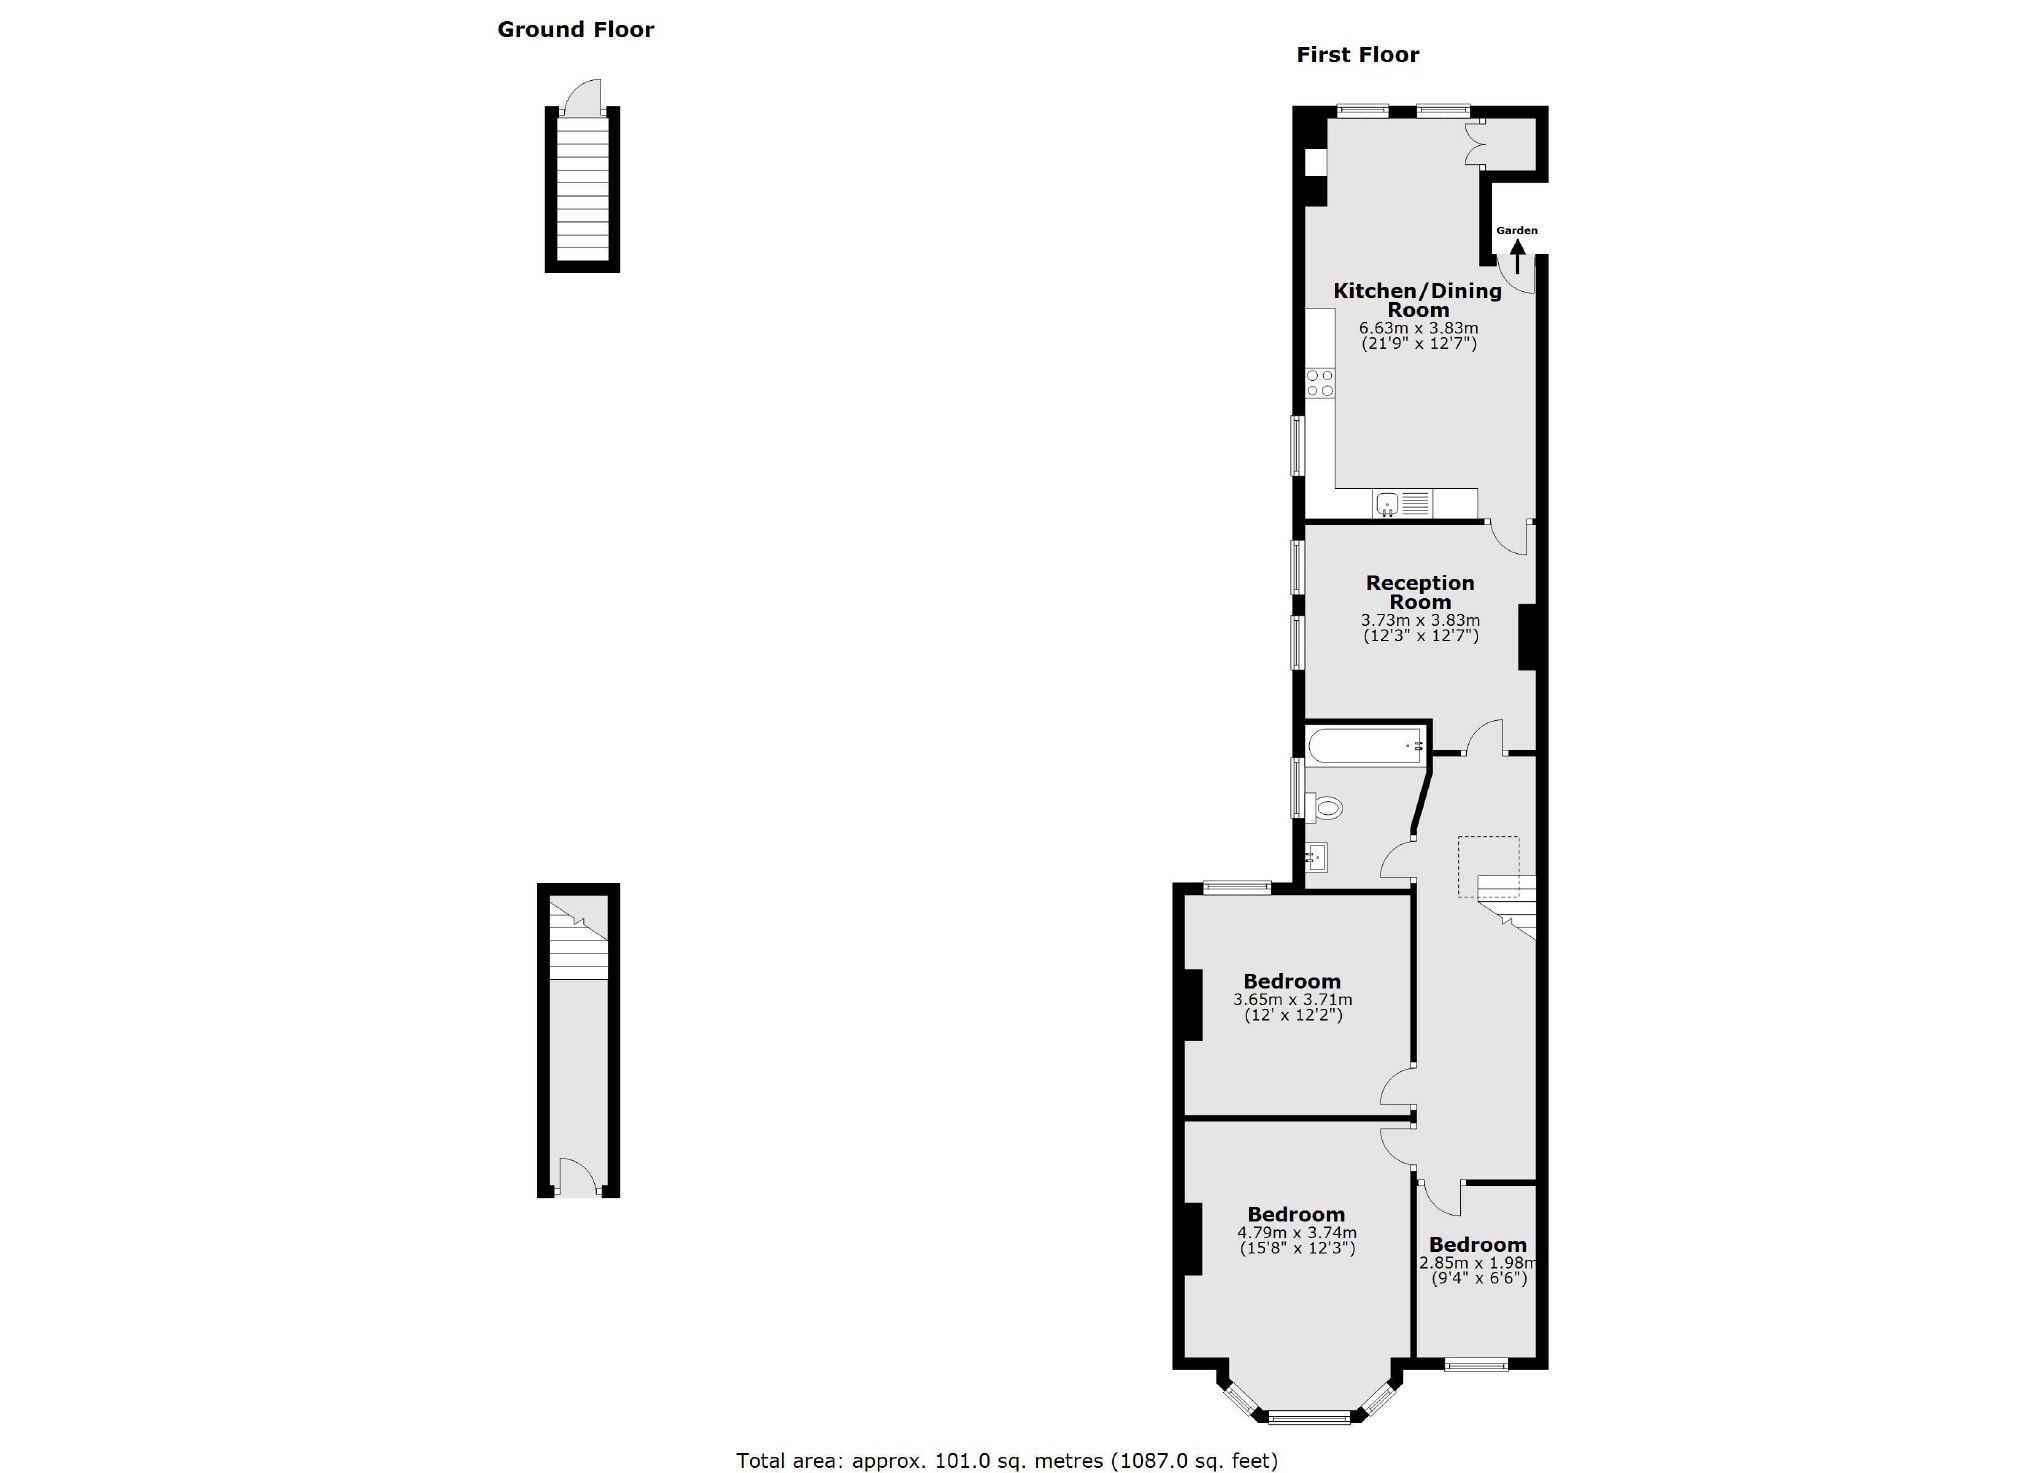 Ground Floor
First Floor
Garden
Kitchen/Dining
Room
6.63m x 3.83m
(21'9" x 12'7")
Reception
Room
3.73m x 3.83m
(12'3" x 12'7")
Bedroom
3.65m x 3.71m
(12' x 12'2")
Bedroom
4.79m x 3.74m
(15'8" x 12'3")
Bedroom
2.85m x 1.98m
(9'4" x 6'6")
Total area: approx. 101.0 sq. metres (1087.0 sq. feet)